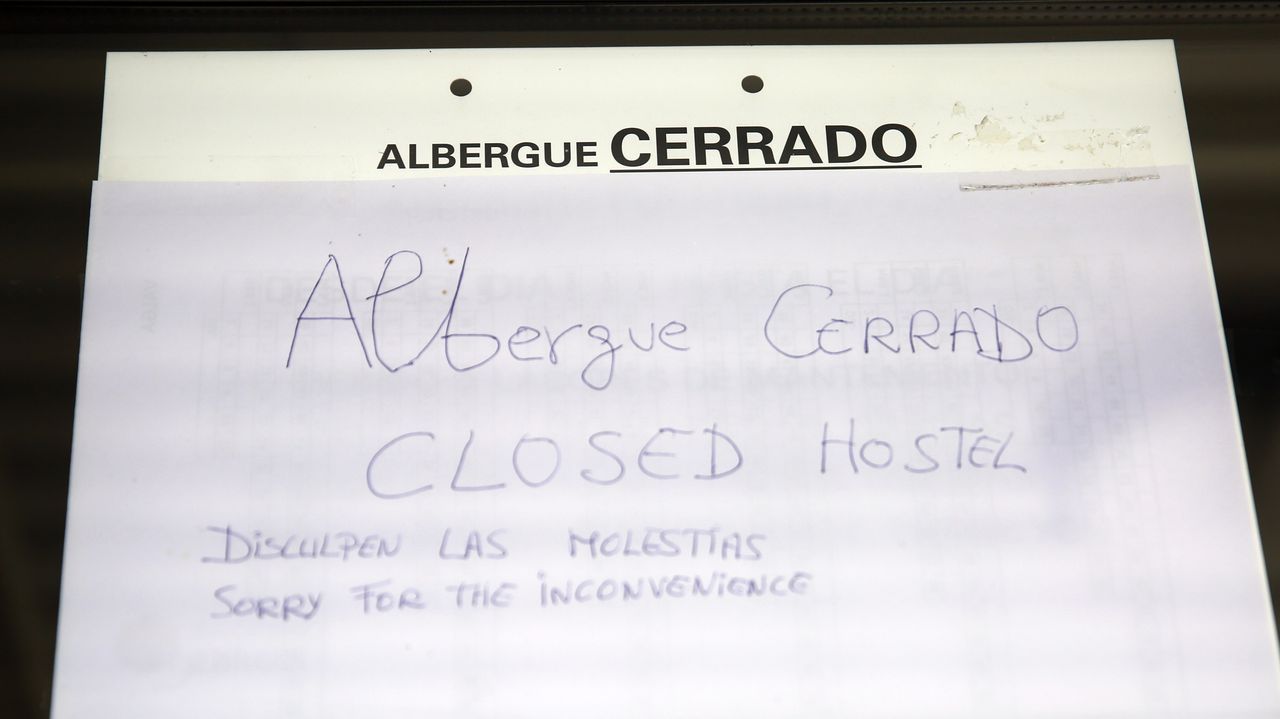 ALBERGUE CERRADO
Albergue CERRADO
CLOSED HOSTEL
DISCULPEN LAS MOLESTIAS
SORRY FOR THE INCONVENIENCE